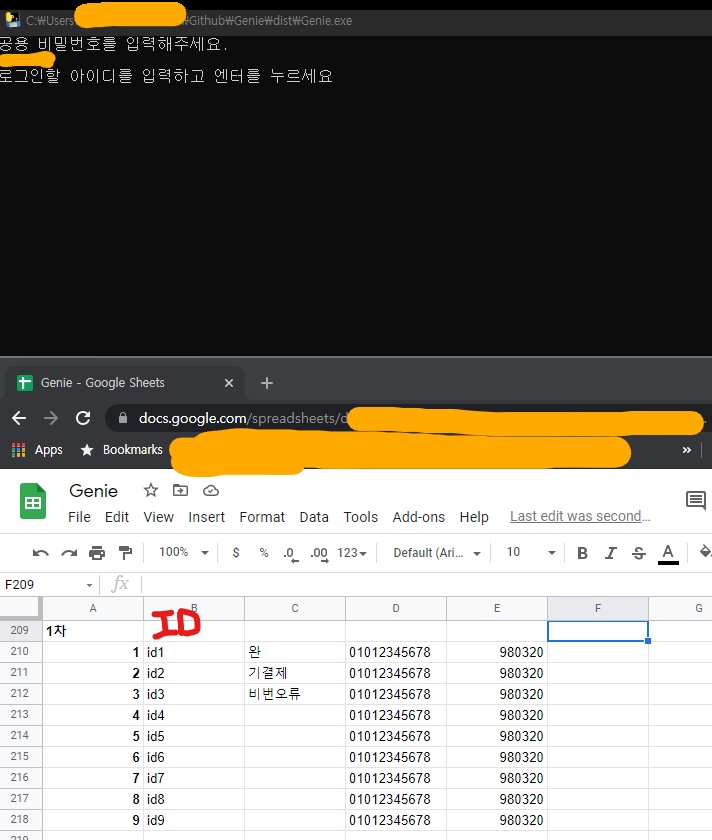 C:₩Users ₩Github₩Genie₩dist₩Genie.exe
공용 비밀번호를 입력해주세요.
로그인할 아이디를 입력하고 엔터를 누르세요
Genie - Google Sheets
docs.google.com/spreadsheets/d
Apps Bookmarks »
Genie
File Edit View Insert Format Data Tools Add-ons Help Last edit was second…
100% $ % .0 .00 123 Default (Ari... 10 B I S A
F209 fx
A B C D E F G
209 1차 ID
210 1 id1 완 01012345678 980320
211 2 id2 기결제 01012345678 980320
212 3 id3 비번오류 01012345678 980320
213 4 id4 01012345678 980320
214 5 id5 01012345678 980320
215 6 id6 01012345678 980320
216 7 id7 01012345678 980320
217 8 id8 01012345678 980320
218 9 id9 01012345678 980320